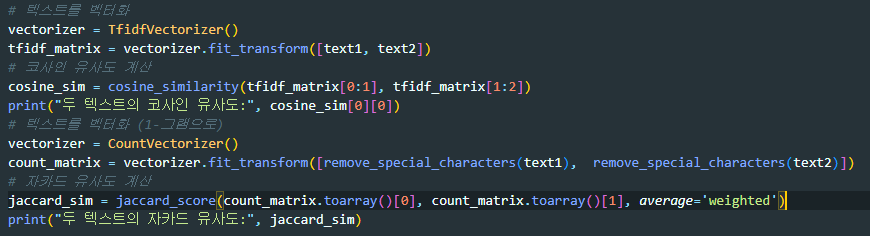 # 텍스트를 벡터화
vectorizer = TfidfVectorizer()
tfidf_matrix = vectorizer.fit_transform([text1, text2])
# 코사인 유사도 계산
cosine_sim = cosine_similarity(tfidf_matrix[0:1], tfidf_matrix[1:2])
print("두 텍스트의 코사인 유사도:", cosine_sim[0][0])
# 텍스트를 벡터화 (1-그램으로)
vectorizer = CountVectorizer()
count_matrix = vectorizer.fit_transform([remove_special_characters(text1),  remove_special_characters(text2)])
# 자카드 유사도 계산
jaccard_sim = jaccard_score(count_matrix.toarray()[0], count_matrix.toarray()[1], average='weighted')
print("두 텍스트의 자카드 유사도:", jaccard_sim)